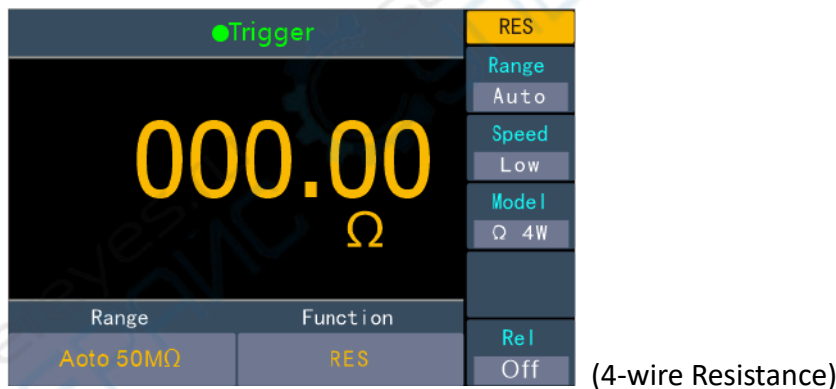 Trigger
RES
Range
Auto
000.00
Ω
Speed
Low
Model
Ω 4W
Range
Function
Aoto 50MΩ
RES
Rel
Off
(4-wire Resistance)